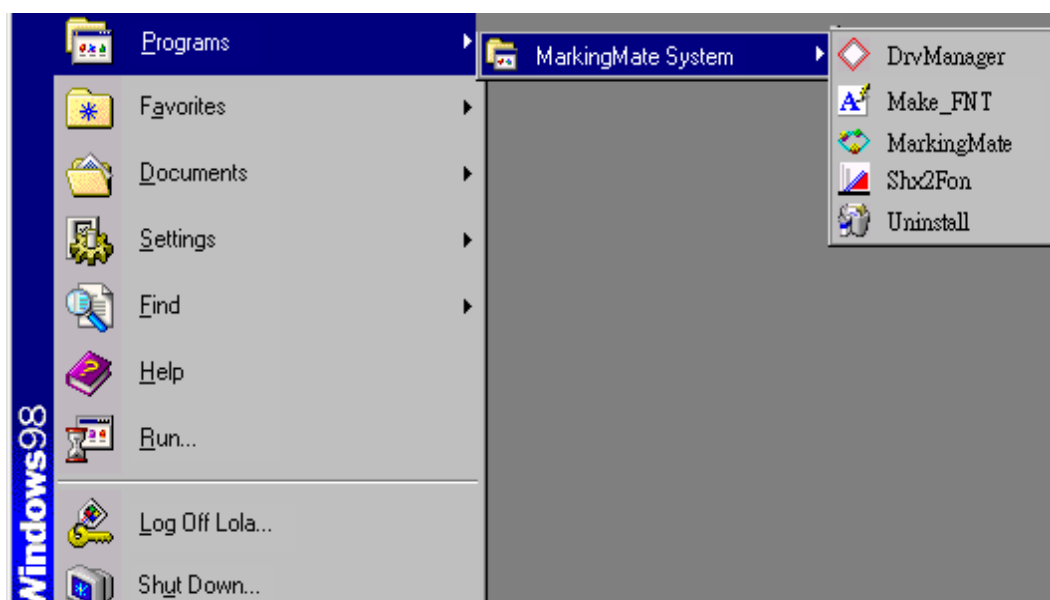 Programs
Favorites
Documents
Settings
Find
Help
Run...
Log Off Lola...
Shut Down...
Windows98
MarkingMate System
DrvManager
Make_FNT
MarkingMate
Shx2Fon
Uninstall